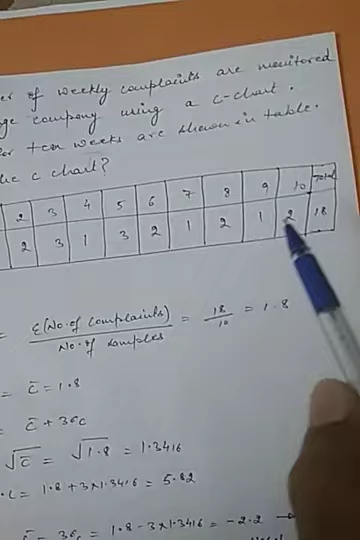 of weekly complaints are monitored
company using a c-chart.
ten weeks are shown in table.
c chart?
2 3 4 5 6 7 8 9 10 Total
2 3 1 3 2 1 2 1 2 18
= Σ(No. of Complaints) / No. of samples = 18/10 = 1.8
= c̄ = 1.8
= c̄ + 3σc
√c̄ = √1.8 = 1.3416
L = 1.8 + 3×1.3416 = 5.82
c̄ - 3σc = 1.8 - 3×1.3416 = -2.2 →